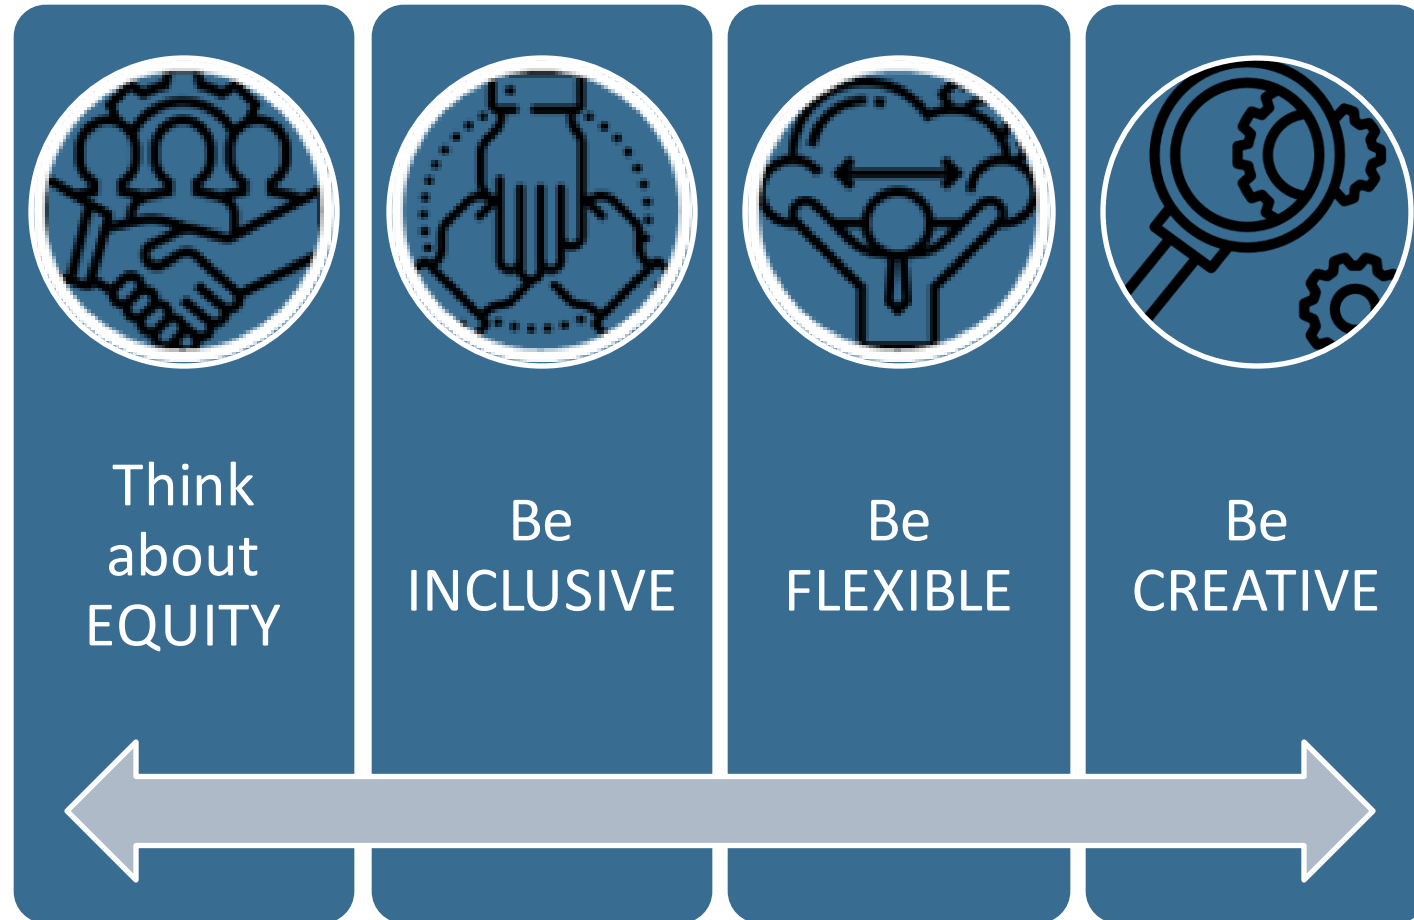 Think
about
EQUITY
Be
INCLUSIVE
Be
FLEXIBLE
Be
CREATIVE